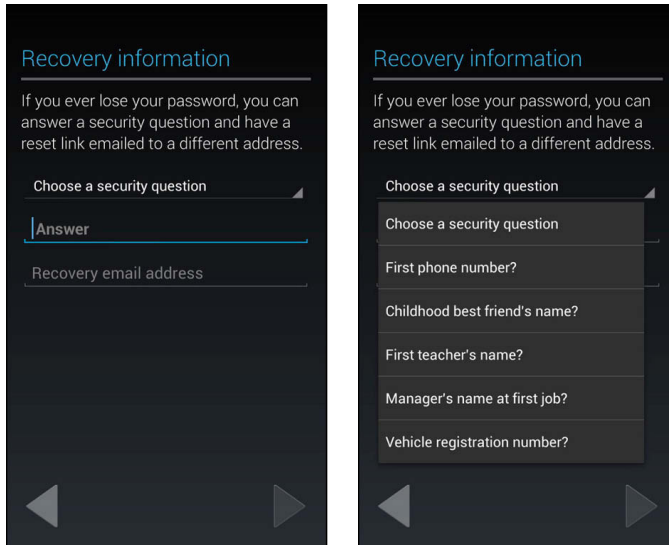 Recovery information
If you ever lose your password, you can
answer a security question and have a
reset link emailed to a different address.
Choose a security question
Answer
Recovery email address
Recovery information
If you ever lose your password, you can
answer a security question and have a
reset link emailed to a different address.
Choose a security question
Choose a security question
First phone number?
Childhood best friend's name?
First teacher's name?
Manager's name at first job?
Vehicle registration number?